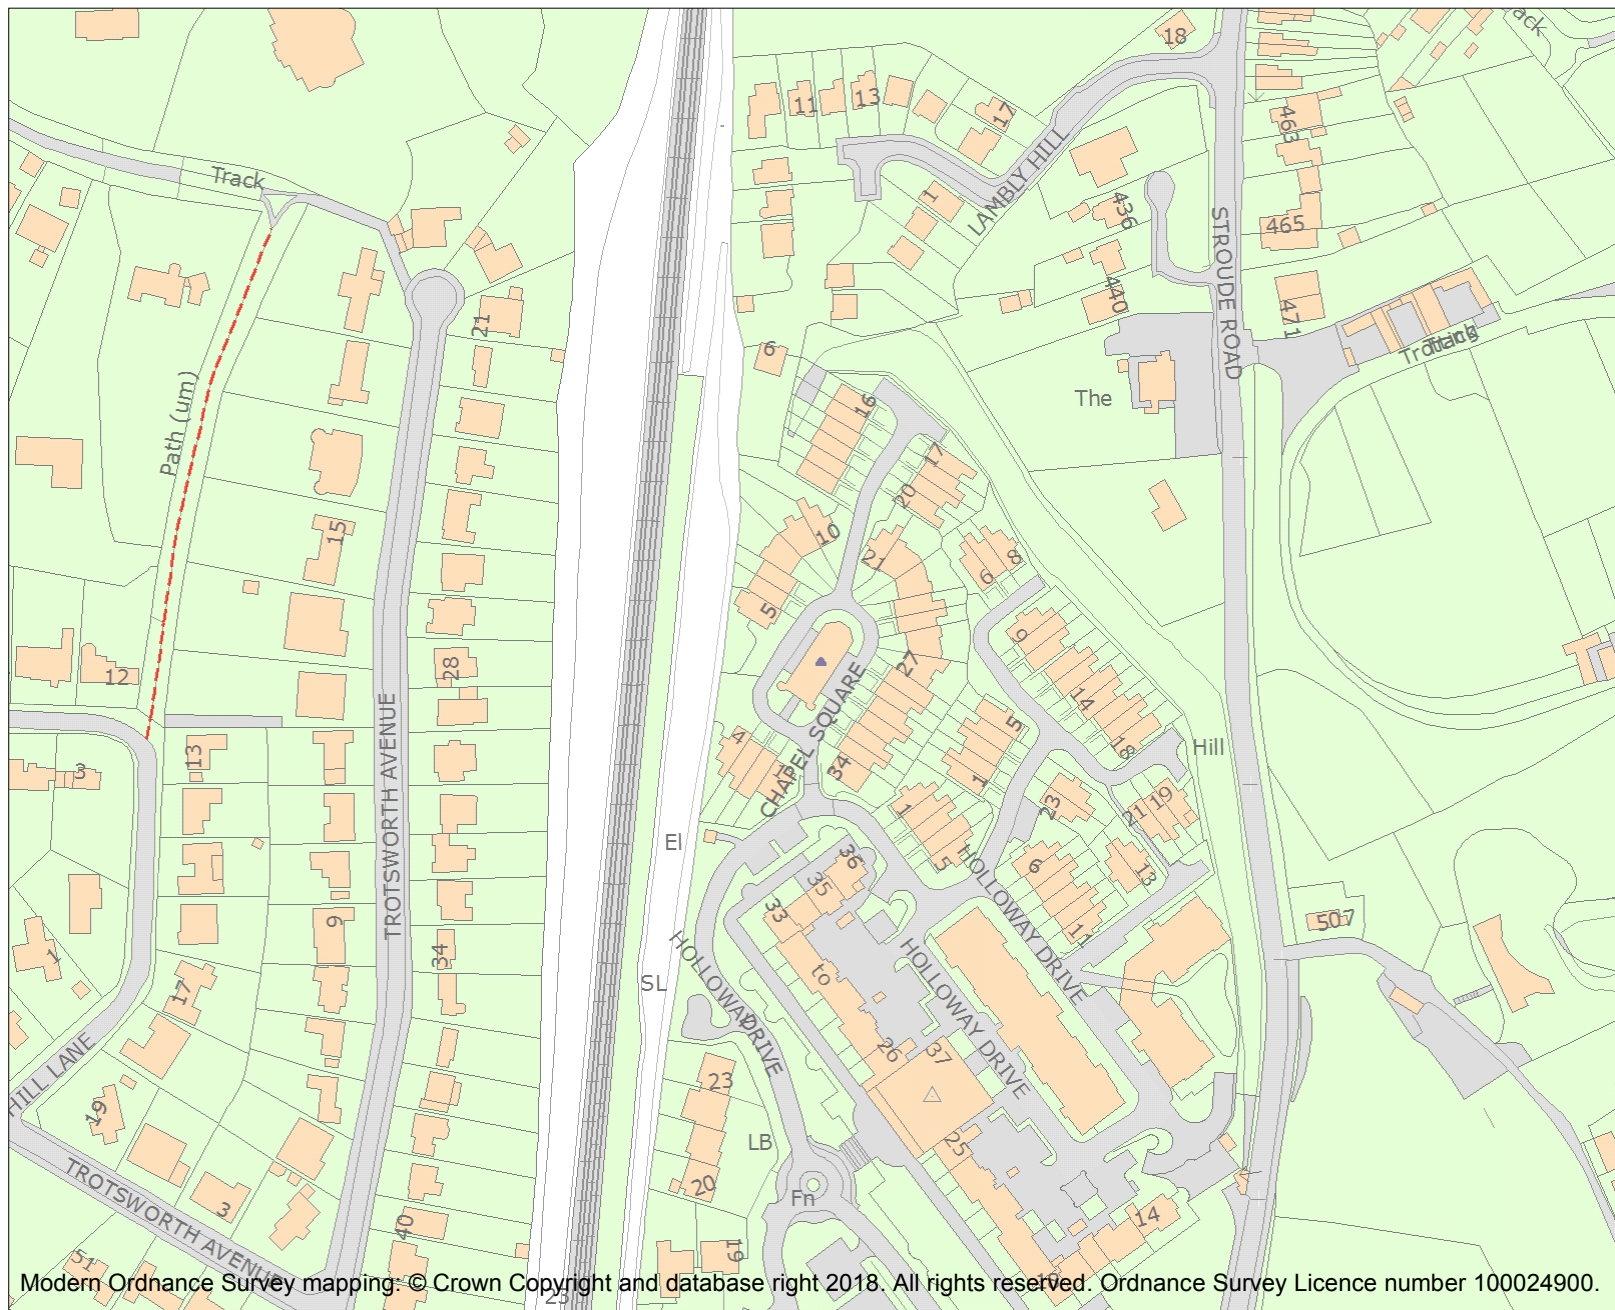 18
ack
11
13
17
463
Track
LAMBLY HILL
1
436
STROUDE ROAD
465
21
440
471
6
Trotting
Track
The
Path (um)
16
17
20
15
10
21
8
6
5
9
28
12
27
14
TROTSWORTH AVENUE
CHAPEL SQUARE
5
4
Hill
18
13
3
34
1
23
19
21
1
El
36
5
HOLLOWAY DRIVE
6
13
35
33
9
507
11
1
34
HOLLOWAY DRIVE
HOLLOWAY
DRIVE
to
SL
17
26
37
HILL LANE
23
19
LB
25
20
Fn
3
14
TROTSWORTH AVENUE
40
19
51
Modern Ordnance Survey mapping: © Crown Copyright and database right 2018. All rights reserved. Ordnance Survey Licence number 100024900.
23